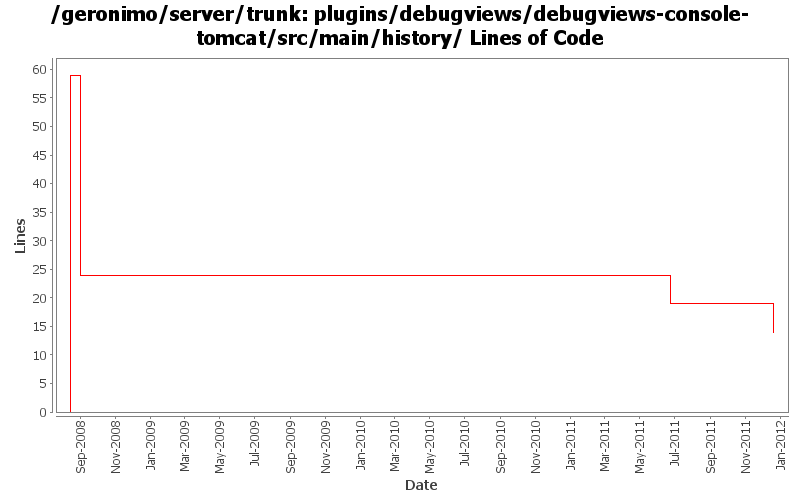 /geronimo/server/trunk: plugins/debugviews/debugviews-console-
tomcat/src/main/history/ Lines of Code
60
55
50
45
40
35
30
25
20
15
10
5
0
Lines
Sep-2008
Nov-2008
Jan-2009
Mar-2009
May-2009
Jul-2009
Sep-2009
Nov-2009
Jan-2010
Mar-2010
May-2010
Jul-2010
Sep-2010
Nov-2010
Jan-2011
Mar-2011
May-2011
Jul-2011
Sep-2011
Nov-2011
Jan-2012
Date